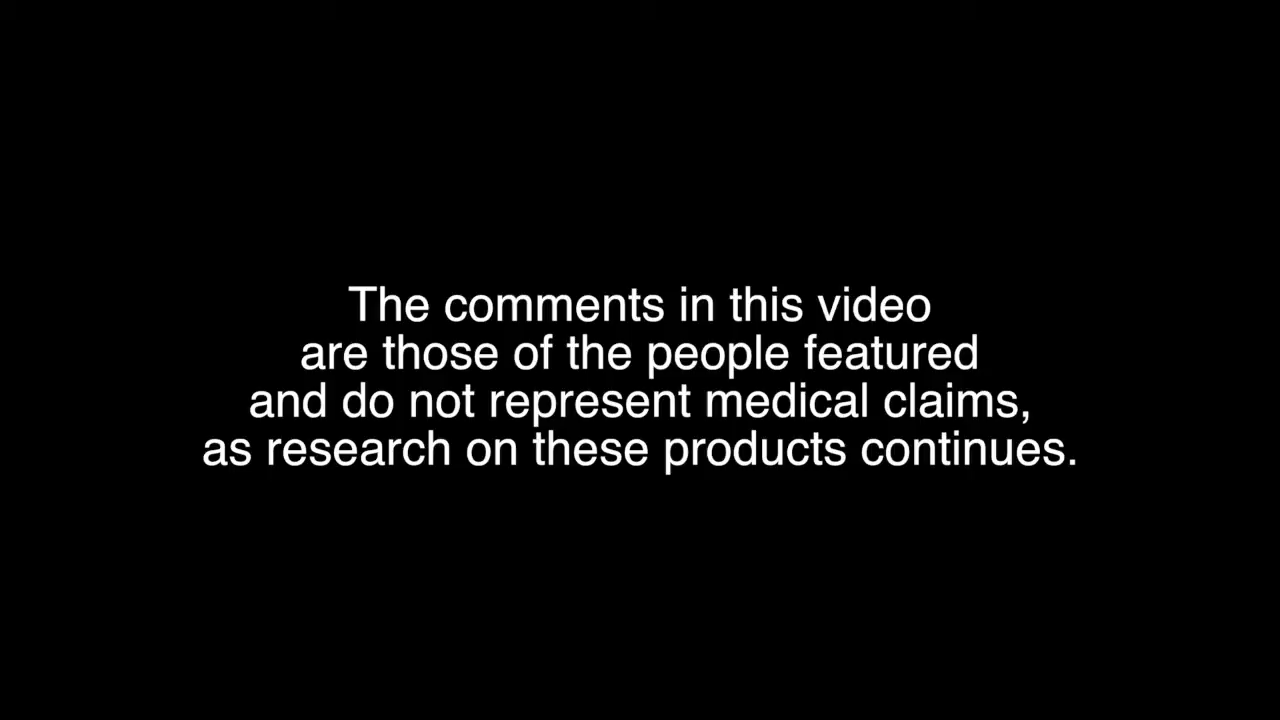 The comments in this video
are those of the people featured
and do not represent medical claims,
as research on these products continues.